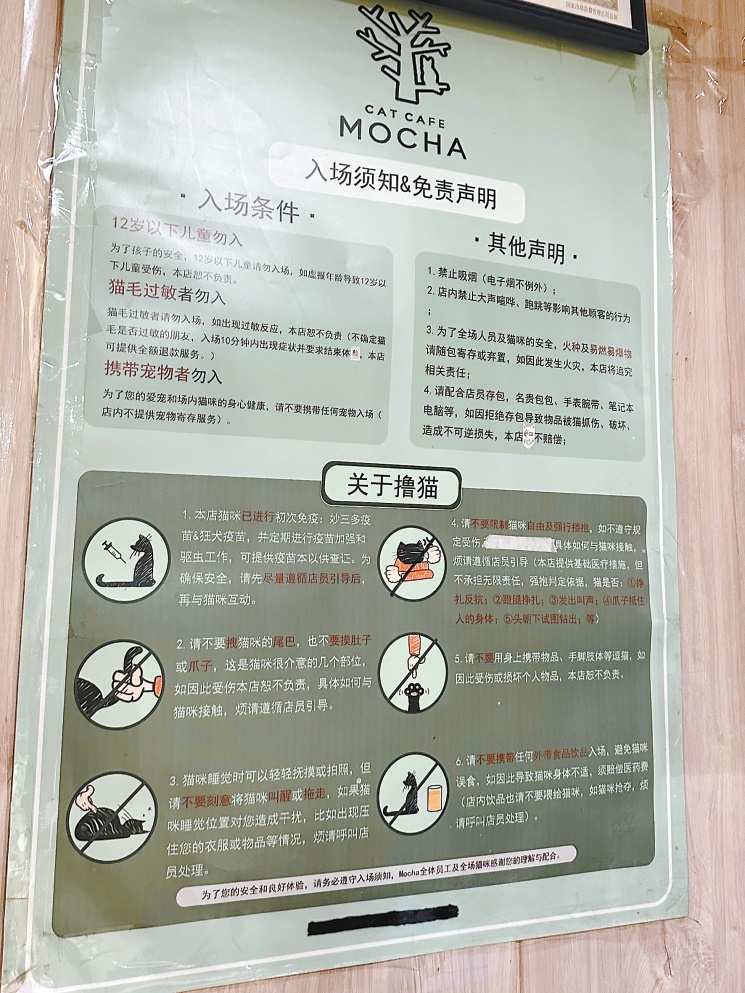 CAT CAFE
MOCHA
入场须知&免责声明
· 入场条件 ·
12岁以下儿童勿入
为了孩子的安全，12岁以下儿童请勿入场，如虚报年龄导致12岁以
下儿童受伤，本店恕不负责。
猫毛过敏者勿入
猫毛过敏者请勿入场，如出现过敏反应，本店恕不负责（不确定猫
毛是否过敏的朋友，入场10分钟内出现症状并要求结束体 ，本店
可提供全额退款服务。）
携带宠物者勿入
为了您的爱宠和场内猫咪的身心健康，请不要携带任何宠物入场（
店内不提供宠物寄存服务）。
· 其他声明 ·
1.禁止吸烟（电子烟不例外）；
2.店内禁止大声喧哗、跑跳等影响其他顾客的行为
；
3.为了全场人员及猫咪的安全，火种及易燃易爆物
请随包寄存或弃置，如因此发生火灾，本店将追究
相关责任；
4.请配合店员存包，名贵包包、手表腕带、笔记本
电脑等，如因拒绝存包导致物品被猫抓伤、破坏、
造成不可逆损失，本店恕不赔偿；
关于撸猫
1.本店猫咪已进行初次免疫：妙三多疫
苗&狂犬疫苗，并定期进行疫苗加强和
驱虫工作，可提供疫苗本以供查证。为
确保安全，请先尽量遵循店员引导后，
再与猫咪互动。
2.请不要拽猫咪的尾巴，也不要摸肚子
或爪子，这是猫咪很介意的几个部位，
如因此受伤本店恕不负责，具体如何与
猫咪接触，烦请遵循店员引导。
3.猫咪睡觉时可以轻轻抚摸或拍照，但
请不要刻意将猫咪叫醒或拖走，如果猫
咪睡觉位置对您造成干扰，比如出现压
住您的衣服或物品等情况，烦请呼叫店
员处理。
4.请不要限制猫咪自由及强行搂抱，如不遵守规
定受伤 具体如何与猫咪接触，
烦请遵循店员引导（本店提供基础医疗措施，但
不承担无限责任，强抱判定依据，猫是否：①挣
扎反抗；②蹬腿挣扎；③发出叫声；④爪子抵住
人的身体；⑤头朝下试图钻出；等）
5.请不要用身上携带物品、手脚肢体等逗猫，如
因此受伤或损坏个人物品，本店恕不负责。
6.请不要携带任何外带食品饮品入场，避免猫咪
误食，如因此导致猫咪身体不适，须赔偿医药费
（店内饮品也请不要喂给猫咪，如猫咪抢夺，烦
请呼叫店员处理）。
为了您的安全和良好体验，请务必遵守入场须知，Mocha全体员工及全场猫咪感谢您的理解与配合。